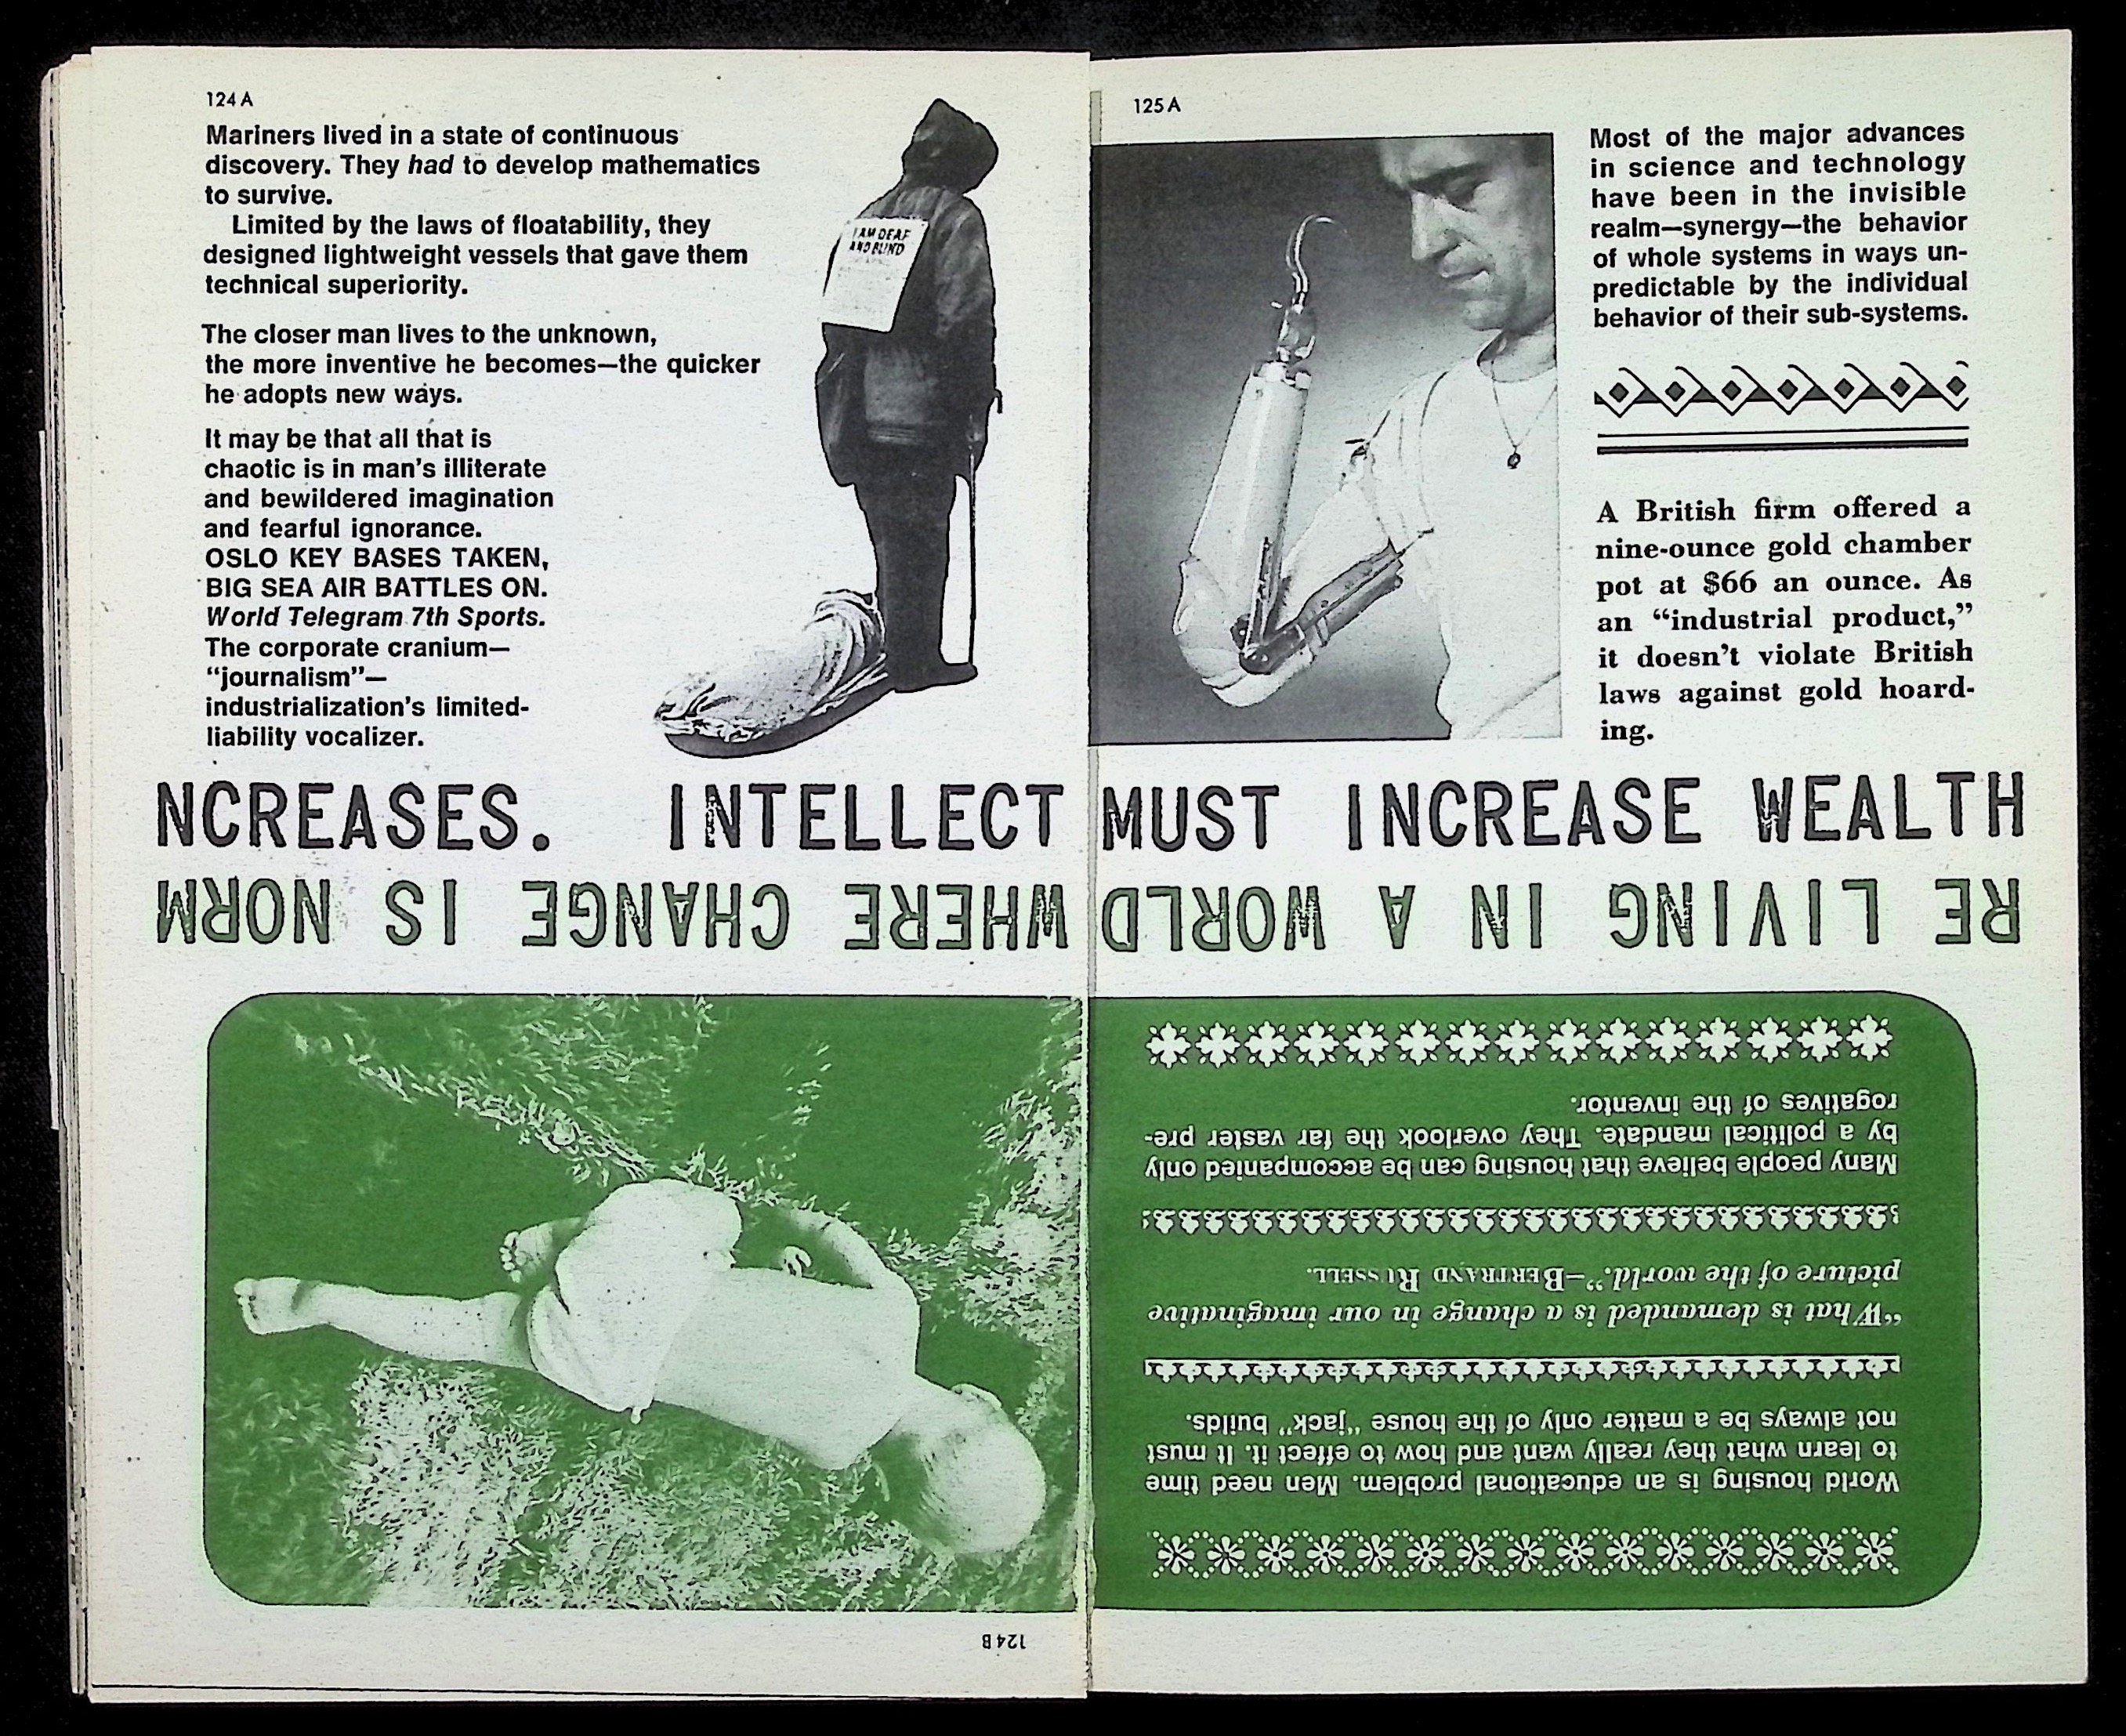 124 A
Mariners lived in a state of continuous
discovery. They had to develop mathematics
to survive.
Limited by the laws of floatability, they
designed lightweight vessels that gave them
technical superiority.
The closer man lives to the unknown,
the more inventive he becomes—the quicker
he adopts new ways.
It may be that all that is
chaotic is in man's illiterate
and bewildered imagination
and fearful ignorance.
OSLO KEY BASES TAKEN,
BIG SEA AIR BATTLES ON.
World Telegram 7th Sports.
The corporate cranium—
“journalism”—
industrialization's limited-
liability vocalizer.
I AM DEAF
AND BLIND
125 A
Most of the major advances
in science and technology
have been in the invisible
realm—synergy—the behavior
of whole systems in ways un-
predictable by the individual
behavior of their sub-systems.
A British firm offered a
nine-ounce gold chamber
pot at $66 an ounce. As
an “industrial product,”
it doesn't violate British
laws against gold hoard-
ing.
NCREASES. INTELLECT MUST INCREASE WEALTH
RE LIVING IN A WORLD WHERE CHANGE IS NORM
World housing is an educational problem. Men need time
to learn what they really want and how to effect it. It must
not always be a matter only of the house “jack” builds.
“What is demanded is a change in our imaginative
picture of the world.”—BERTRAND RUSSELL.
Many people believe that housing can be accompanied only
by a political mandate. They overlook the far vaster pre-
rogatives of the inventor.
124 B